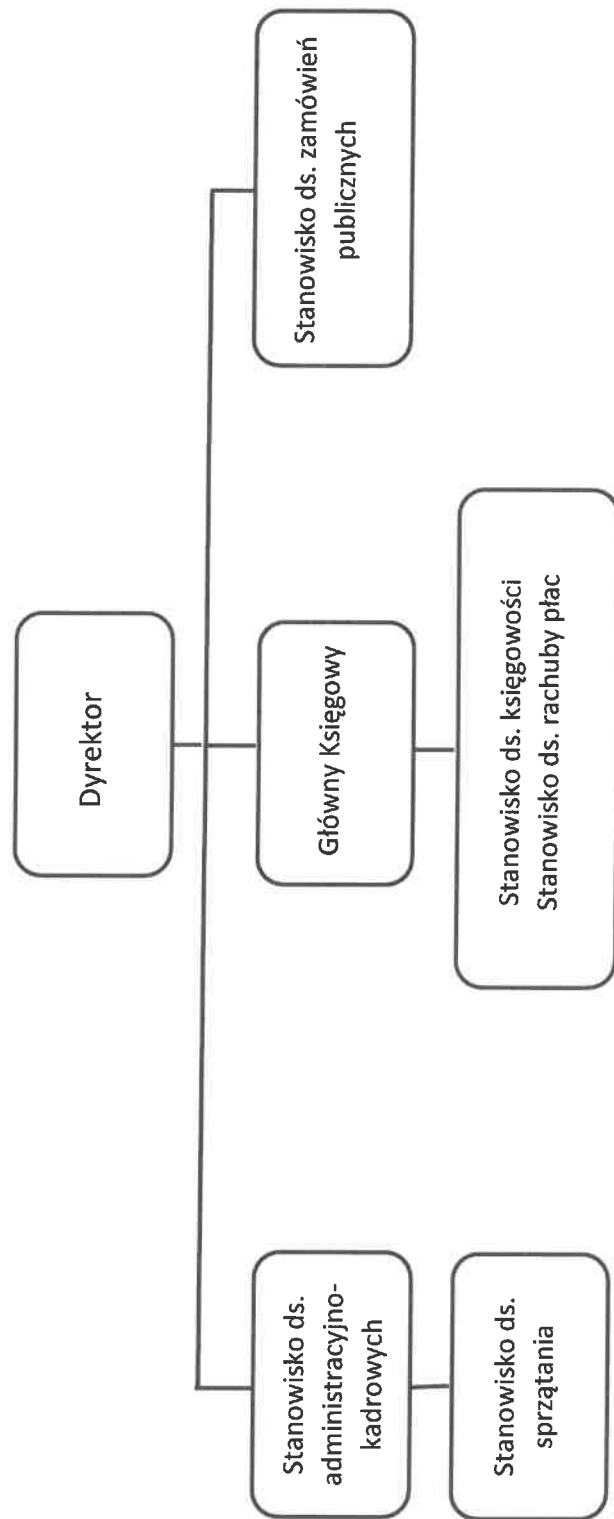 Dyrektor
Stanowisko ds.
administracyjno-
kadrowych
Główny Księgowy
Stanowisko ds. zamówień
publicznych
Stanowisko ds.
sprzątania
Stanowisko ds. księgowości
Stanowisko ds. rachuby płac